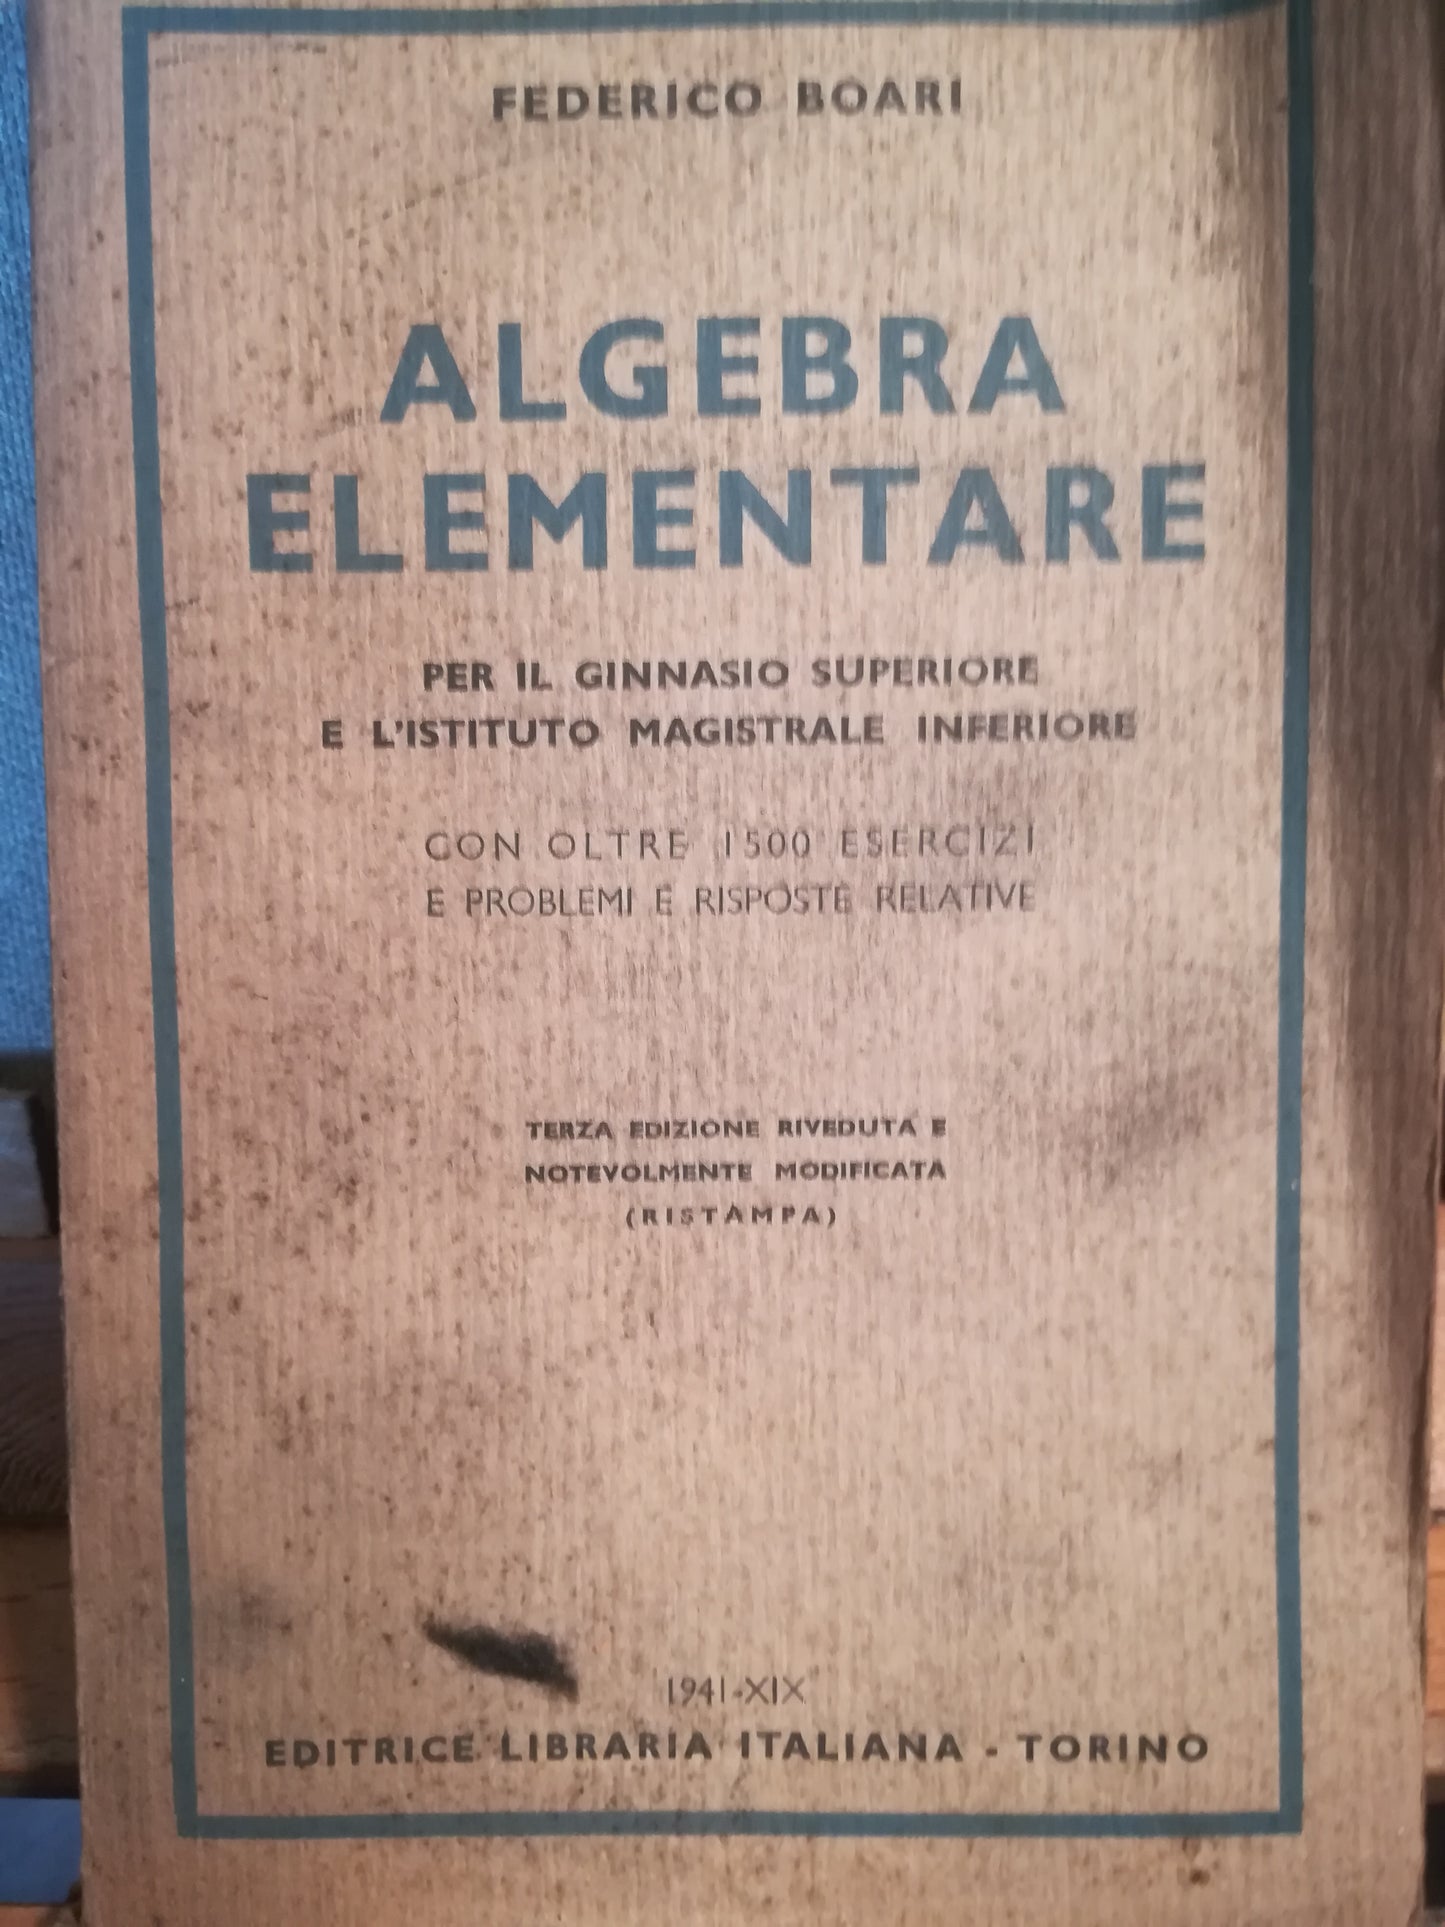 FEDERICO BOARI
ALGEBRA
ELEMENTARE
PER IL GINNASIO SUPERIORE
E L'ISTITUTO MAGISTRALE INFERIORE
CON OLTRE 1500 ESERCIZI
E PROBLEMI E RISPOSTE RELATIVE
TERZA EDIZIONE RIVEDUTA E
NOTEVOLMENTE MODIFICATA
(RISTAMPA)
1941-XIX
EDITRICE LIBRARIA ITALIANA - TORINO